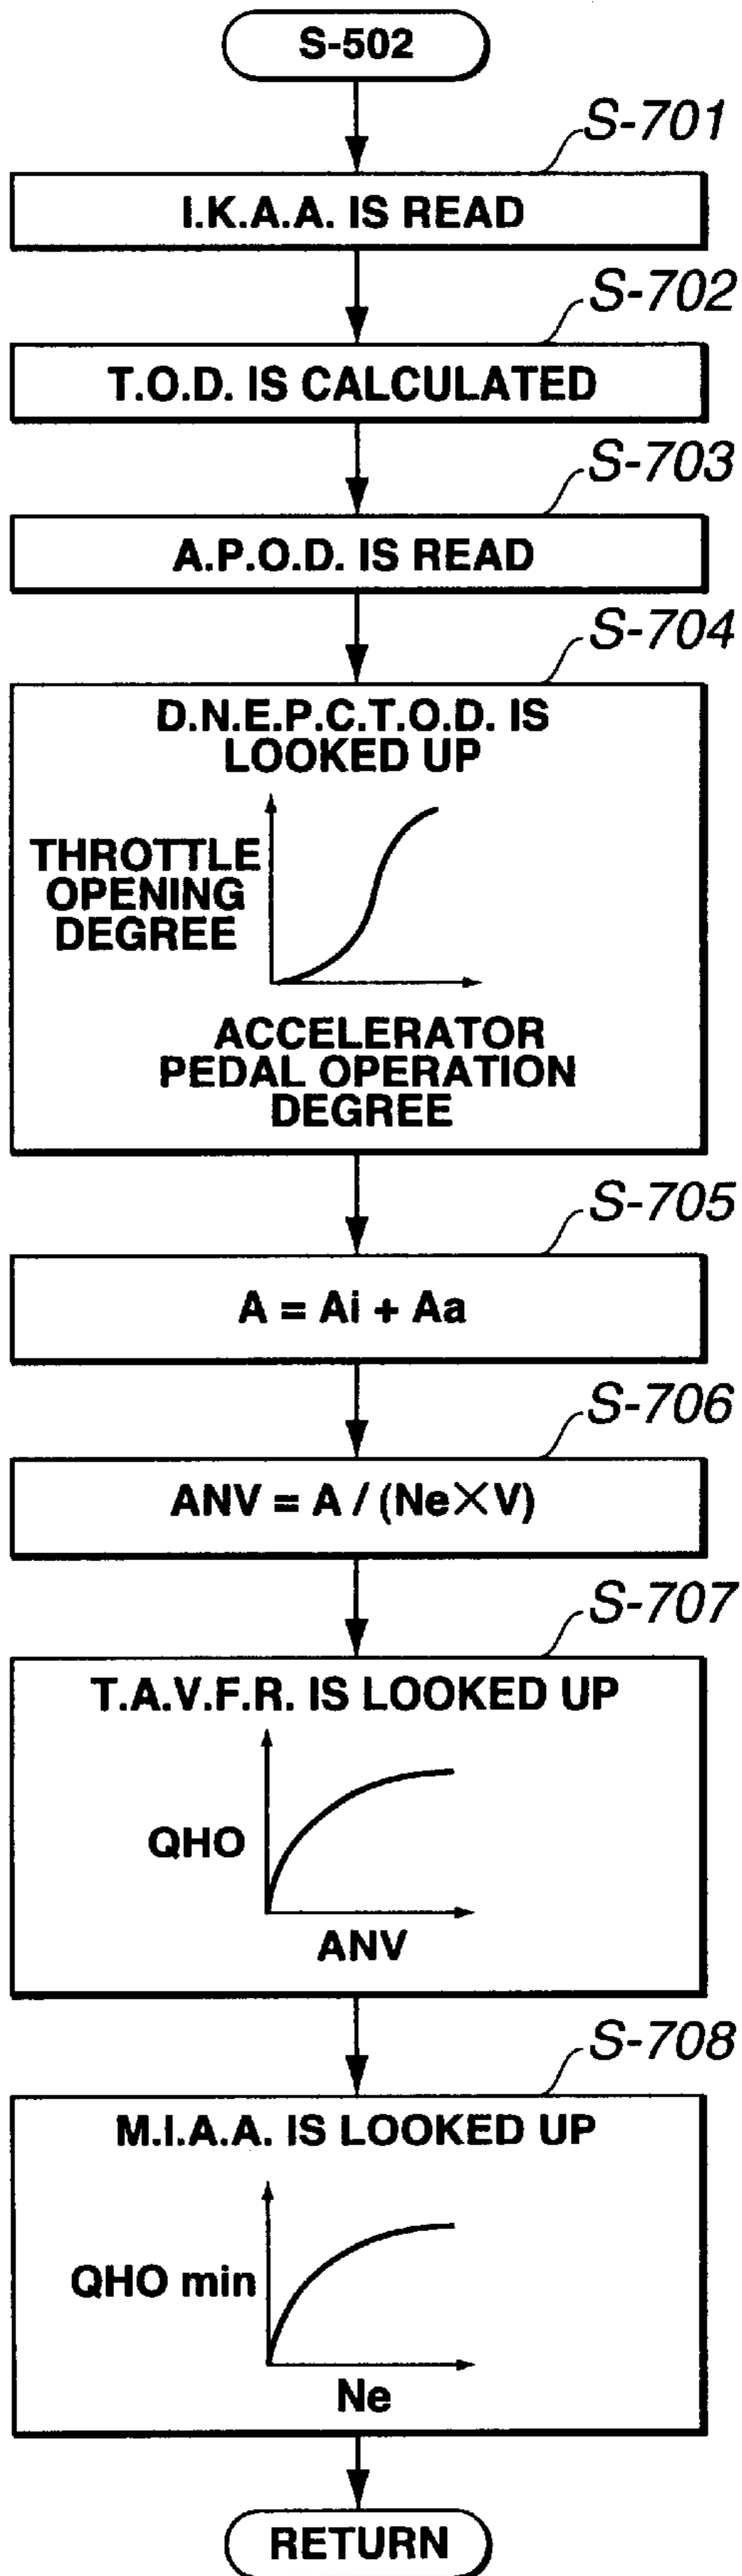 S-502
S-701
I.K.A.A. IS READ
S-702
T.O.D. IS CALCULATED
S-703
A.P.O.D. IS READ
S-704
D.N.E.P.C.T.O.D. IS
LOOKED UP
THROTTLE
OPENING
DEGREE
ACCELERATOR
PEDAL OPERATION
DEGREE
S-705
A = Ai + Aa
S-706
ANV = A / (Ne×V)
S-707
T.A.V.F.R. IS LOOKED UP
QHO
ANV
S-708
M.I.A.A. IS LOOKED UP
QHO min
Ne
RETURN